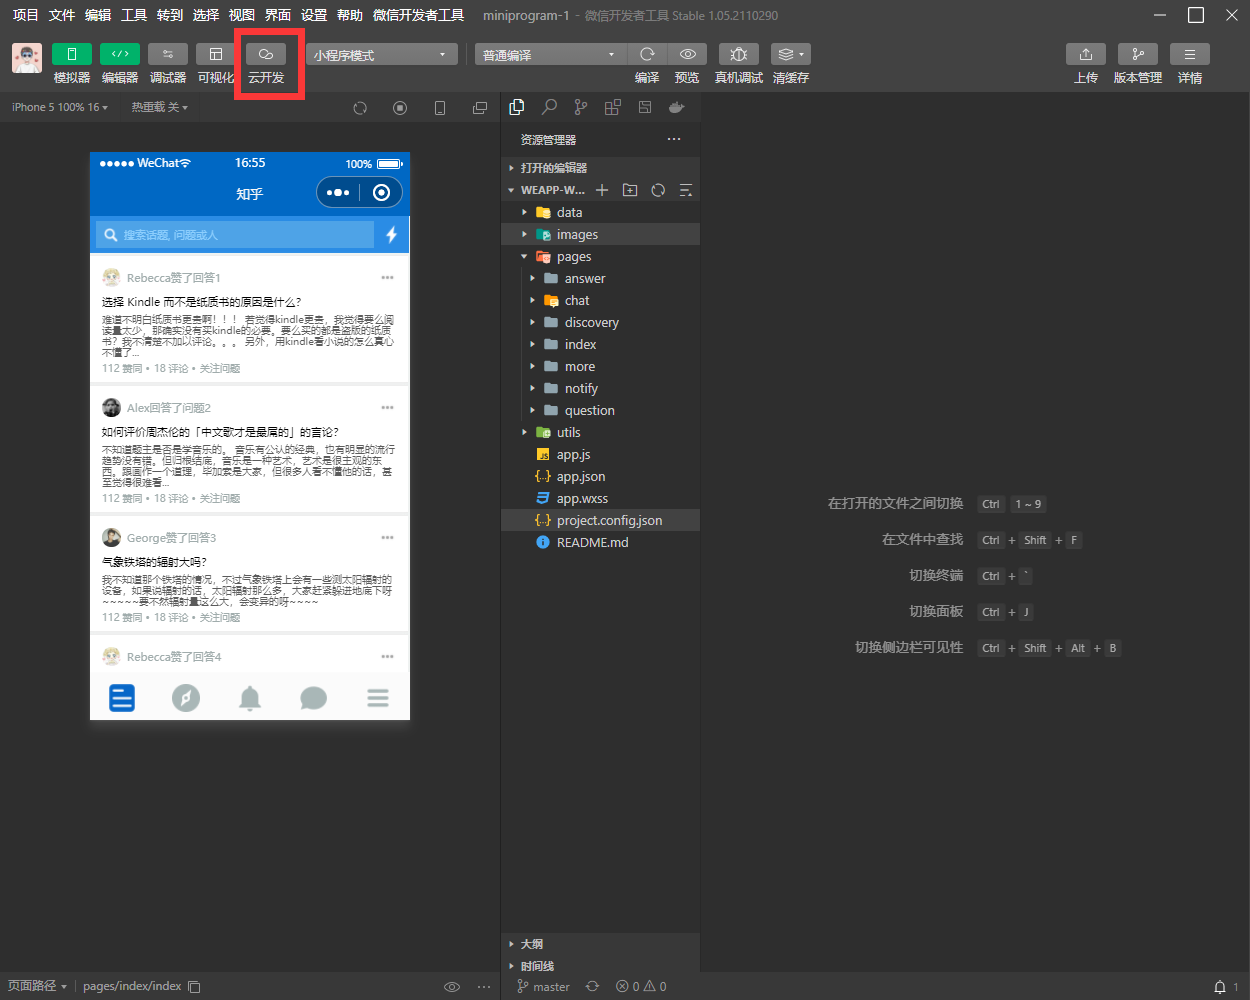 项目 文件 编辑 工具 转到 选择 视图 界面 设置 帮助 微信开发者工具 miniprogram-1 - 微信开发者工具 Stable 1.05.2110290
小程序模式 普通编译
模拟器 编辑器 调试器 可视化 云开发 编译 预览 真机调试 清缓存 上传 版本管理 详情
iPhone 5 100% 16 热重载 关
WeChat 16:55 100%
知乎
搜索话题, 问题或人
Rebecca赞了回答1
选择 Kindle 而不是纸质书的原因是什么?
难道不明白纸质书更贵啊！！！ 若觉得kindle更贵，我觉得要么阅
读量太少，那确实没有买kindle的必要。要么买的都是盗版的纸质
书？我不清楚不加以评论。。。 另外，用kindle看小说的怎么真心
不懂了...
112 赞同 • 18 评论 • 关注问题
Alex回答了问题2
如何评价周杰伦的「中文歌才是最屌的」的言论?
不知道题主是否是学音乐的。 音乐有公认的经典，也有明显的流行
趋势没有错。但归根结底，音乐是一种艺术，艺术是很主观的东
西。跟画作一个道理，毕加索是大家，但很多人看不懂他的话，甚
至觉得很难看...
112 赞同 • 18 评论 • 关注问题
George赞了回答3
气象铁塔的辐射大吗?
我不知道那个铁塔的情况，不过气象铁塔上会有一些测太阳辐射的
设备，如果说辐射的话，太阳辐射那么多，大家赶紧躲进地底下呀
~~~~~要不然辐射量这么大，会变异的呀~~~~
112 赞同 • 18 评论 • 关注问题
Rebecca赞了回答4
资源管理器
打开的编辑器
WEAPP-W...
data
images
pages
answer
chat
discovery
index
more
notify
question
utils
app.js
app.json
app.wxss
project.config.json
README.md
在打开的文件之间切换 Ctrl 1 ~ 9
在文件中查找 Ctrl + Shift + F
切换终端 Ctrl + `
切换面板 Ctrl + J
切换侧边栏可见性 Ctrl + Shift + Alt + B
大纲
时间线
页面路径 pages/index/index master 0 0 1